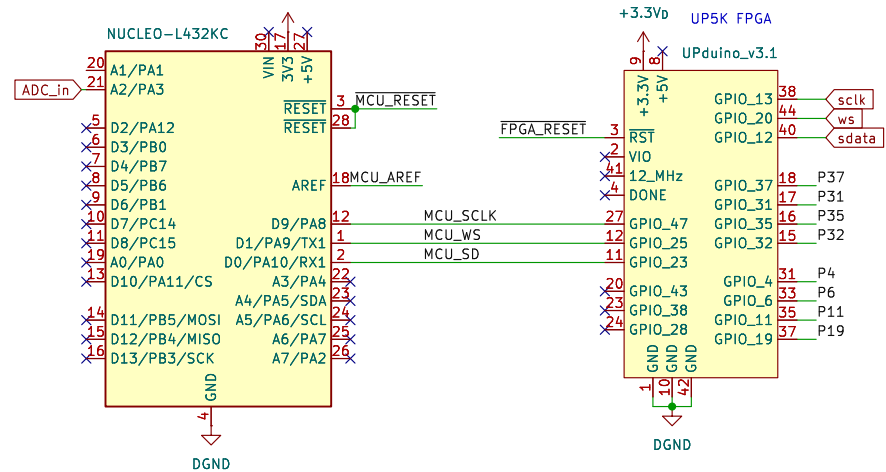 NUCLEO-L432KC
30
17
27
VIN
3V3
+5V
20
A1/PA1
21
A2/PA3
ADC_in
5
D2/PA12
6
D3/PB0
7
D4/PB7
8
D5/PB6
9
D6/PB1
10
D7/PC14
11
D8/PC15
19
A0/PA0
13
D10/PA11/CS
14
D11/PB5/MOSI
15
D12/PB4/MISO
16
D13/PB3/SCK
RESET
3
MCU_RESET
RESET
28
AREF
18
MCU_AREF
D9/PA8
12
MCU_SCLK
D1/PA9/TX1
1
MCU_WS
D0/PA10/RX1
2
MCU_SD
A3/PA4
22
A4/PA5/SDA
23
A5/PA6/SCL
24
A6/PA7
25
A7/PA2
26
GND
4
DGND
+3.3VD
UP5K FPGA
UPduino_v3.1
9
8
+3.3V
+5V
FPGA_RESET
3
RST
2
VIO
41
12_MHz
4
DONE
27
GPIO_47
12
GPIO_25
11
GPIO_23
20
GPIO_43
23
GPIO_38
24
GPIO_28
GPIO_13
38
sclk
GPIO_20
44
ws
GPIO_12
40
sdata
GPIO_37
18
P37
GPIO_31
17
P31
GPIO_35
16
P35
GPIO_32
15
P32
GPIO_4
31
P4
GPIO_6
33
P6
GPIO_11
35
P11
GPIO_19
37
P19
GND
GND
GND
1
10
42
DGND